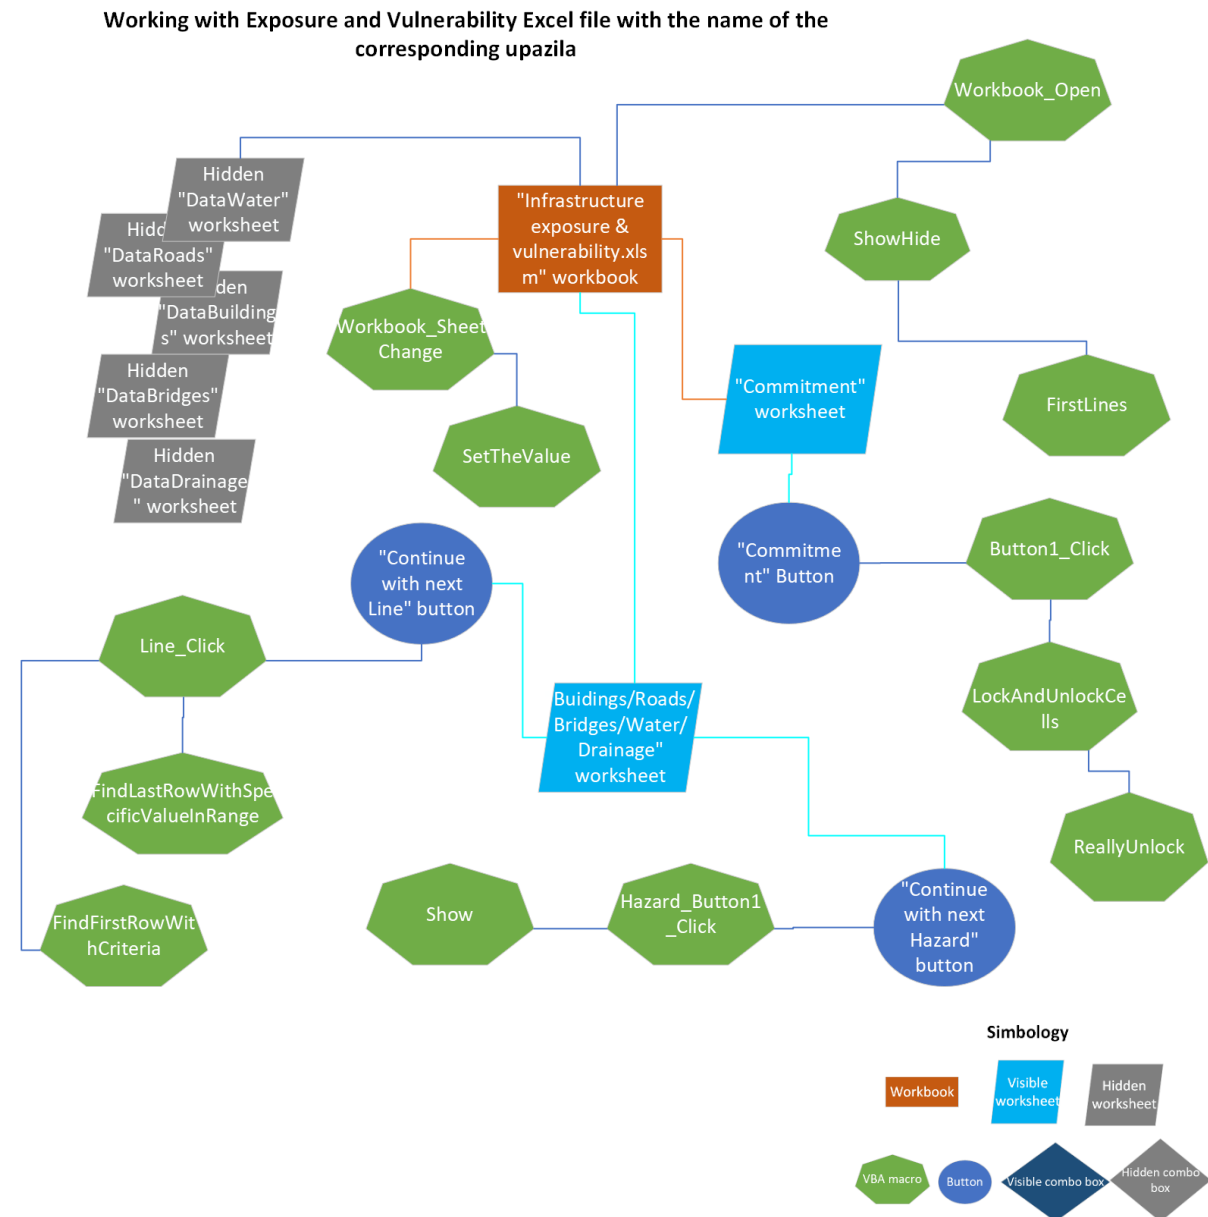 Working with Exposure and Vulnerability Excel file with the name of the
corresponding upazila
Workbook_Open
Hidden
"DataWater"
worksheet
"Infrastructure
exposure &
vulnerability.xls
m" workbook
"DataRoads"
worksheet
ShowHide
"DataBuilding
s" worksheet
Workbook_Sheet
Change
Hidden
"DataBridges"
worksheet
"Commitment"
worksheet
FirstLines
Hidden
"DataDrainage
" worksheet
SetTheValue
"Continue
with next
Line" button
"Commitme
nt" Button
Button1_Click
Line_Click
LockAndUnlockCe
lls
Buidings/Roads/
Bridges/Water/
Drainage"
worksheet
FindLastRowWithSpe
cificValueInRange
ReallyUnlock
FindFirstRowWit
hCriteria
Show
Hazard_Button1
_Click
"Continue
with next
Hazard"
button
Simbology
Workbook
Visible
worksheet
Hidden
worksheet
VBA macro
Button
Visible combo box
Hidden combo
box